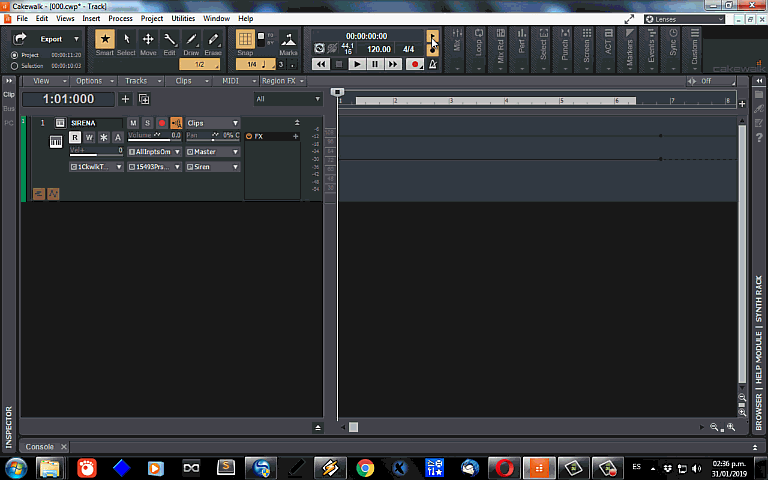 Cakewalk - [000.cwp* - Track]
File Edit Views Insert Process Project Utilities Window Help
Lenses
Export
Project 00:00:11:20
Selection 00:00:10:03
Smart Select Move Edit Draw Erase
1/2
Snap Marks
1/4 3
00:00:00:00
44.1
16
120.00 4/4
Mix
Loop
Mix Rcl
Perf
Select
Punch
Screen
ACT
Markers
Events
Sync
Custom
cakewalk
View Options Tracks Clips MIDI Region FX
Off
Clip
Bus
PC
1:01:000
All
1 2 3 4 5 6 7 8
1 SIRENA M S Clips
R W A Volume 0.0 Pan 0% C
Vel+ 0 AllInptsOm Master
1CkwlkT... 15493Prs... Siren
FX
INSPECTOR
BROWSER | HELP MODULE | SYNTH RACK
Console
ES
02:36 p.m.
31/01/2019